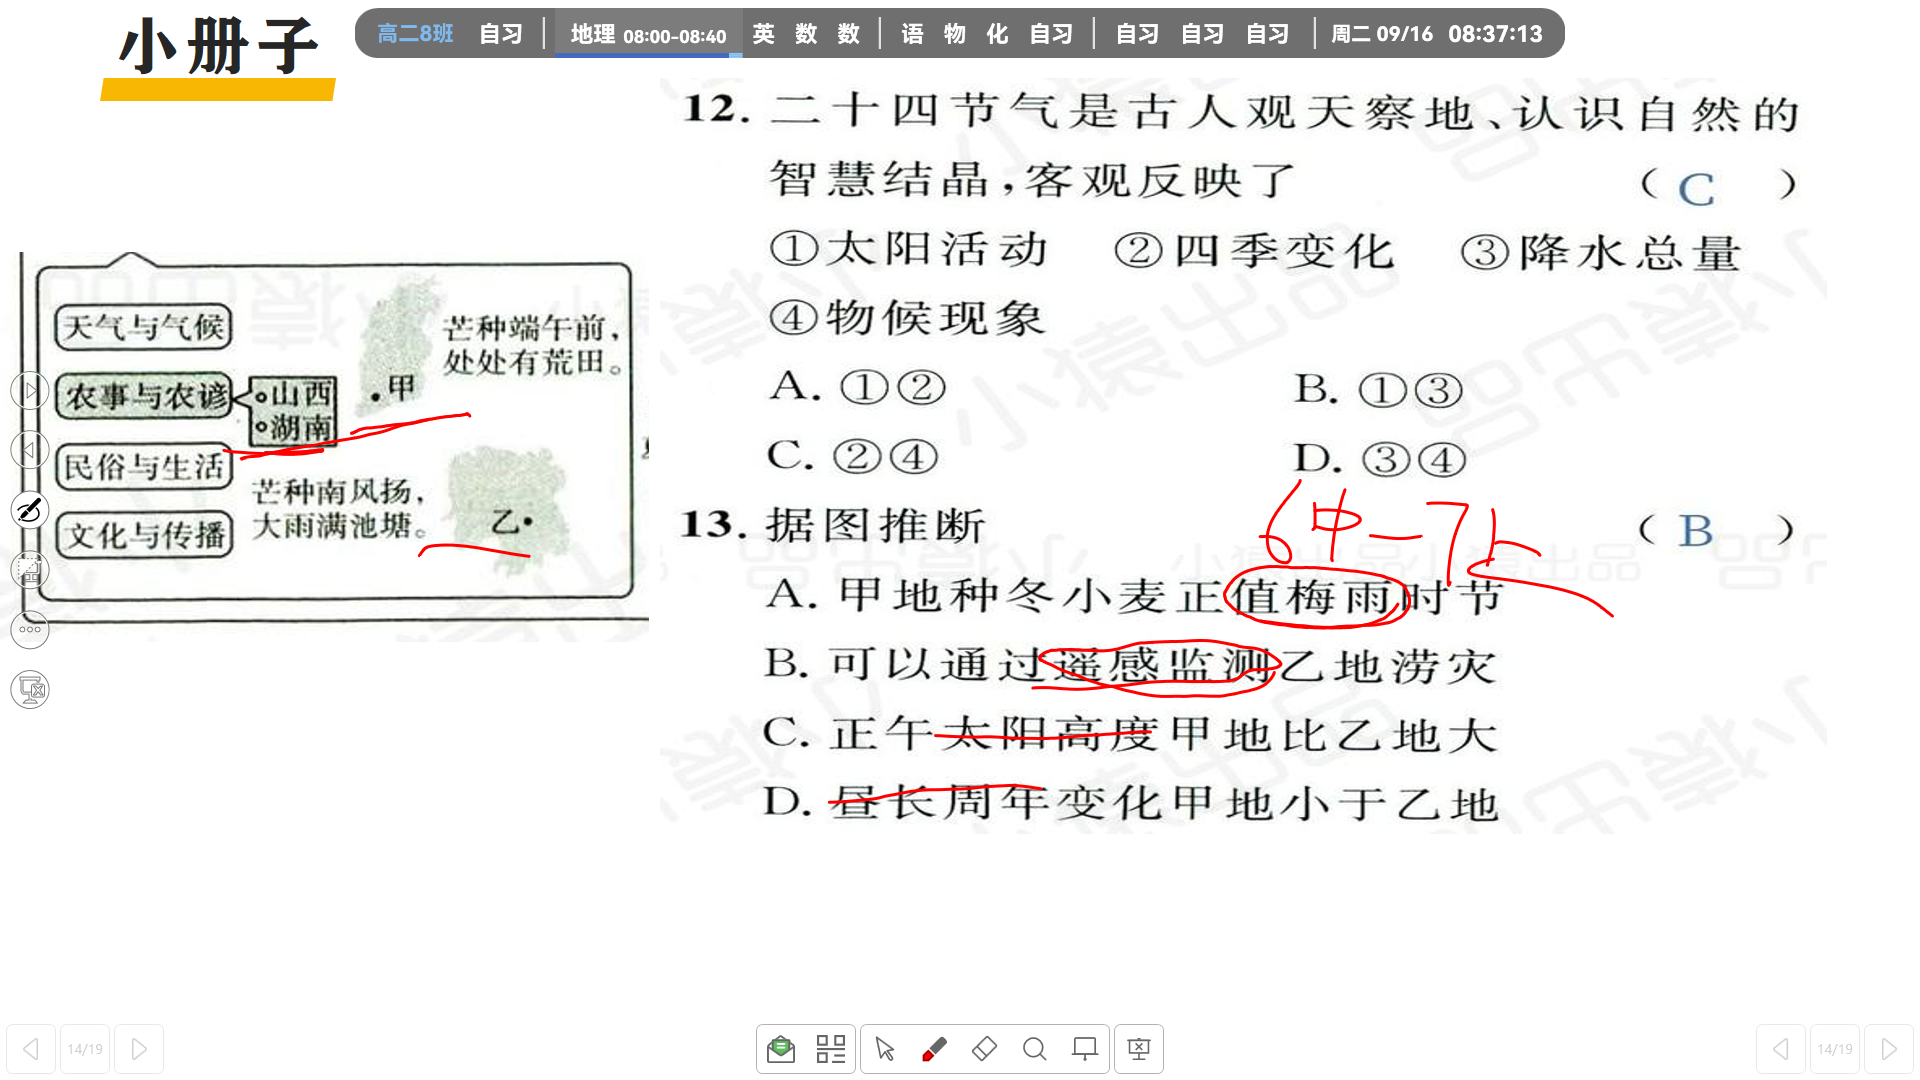 小册子
高二8班 自习 地理 08:00-08:40 英 数 数 语 物 化 自习 自习 自习 自习 周二 09/16 08:37:13
12. 二十四节气是古人观天察地、认识自然的
智慧结晶,客观反映了 ( C )
①太阳活动 ②四季变化 ③降水总量
④物候现象
A. ①② B. ①③
C. ②④ D. ③④
13. 据图推断 ( B )
6中-7上
A. 甲地种冬小麦正值梅雨时节
B. 可以通过遥感监测乙地涝灾
C. 正午太阳高度甲地比乙地大
D. 昼长周年变化甲地小于乙地
天气与气候
农事与农谚
山西
湖南
民俗与生活
文化与传播
甲
芒种端午前,
处处有荒田。
芒种南风扬,
大雨满池塘。
乙
14/19
14/19